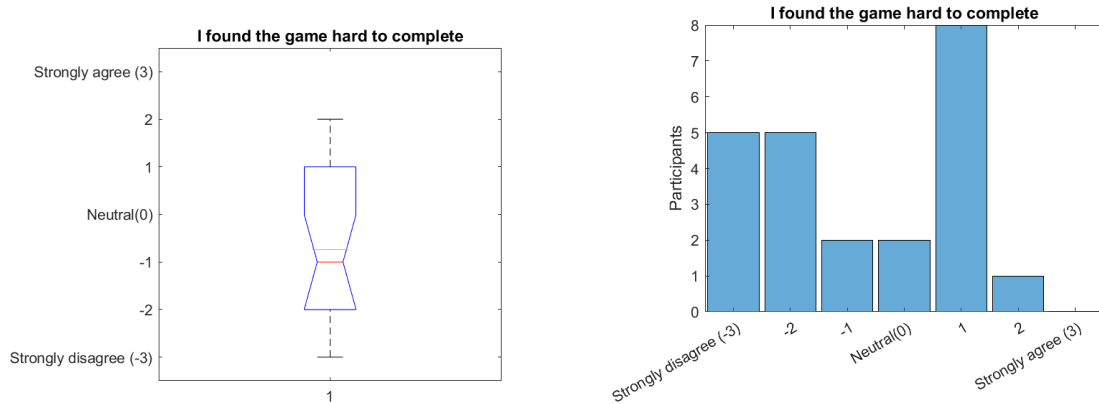 I found the game hard to complete
Strongly agree (3)
2
1
Neutral(0)
-1
-2
Strongly disagree (-3)
1
I found the game hard to complete
Participants
8
7
6
5
4
3
2
1
0
Strongly disagree (-3)
-2
-1
Neutral(0)
1
2
Strongly agree (3)